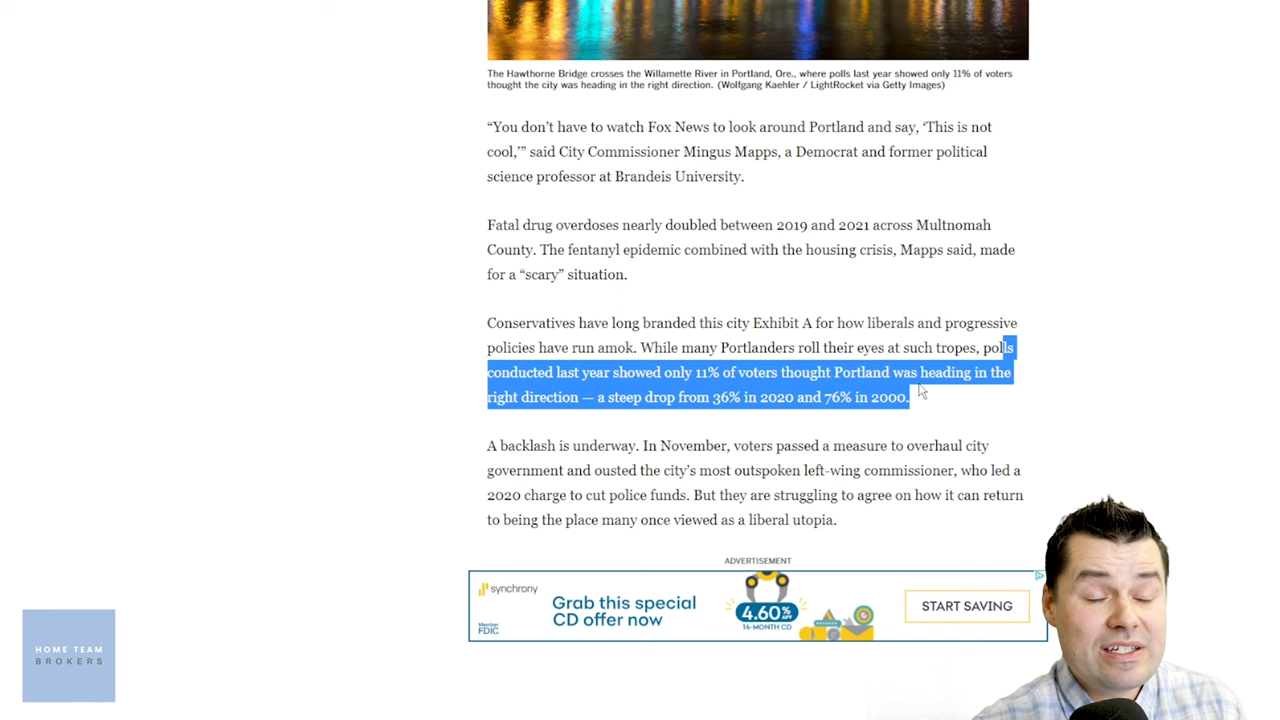 The Hawthorne Bridge crosses the Willamette River in Portland, Ore., where polls last year showed only 11% of voters
thought the city was heading in the right direction. (Wolfgang Kaehler / LightRocket via Getty Images)
“You don’t have to watch Fox News to look around Portland and say, ‘This is not
cool,’” said City Commissioner Mingus Mapps, a Democrat and former political
science professor at Brandeis University.
Fatal drug overdoses nearly doubled between 2019 and 2021 across Multnomah
County. The fentanyl epidemic combined with the housing crisis, Mapps said, made
for a “scary” situation.
Conservatives have long branded this city Exhibit A for how liberals and progressive
policies have run amok. While many Portlanders roll their eyes at such tropes, polls
conducted last year showed only 11% of voters thought Portland was heading in the
right direction — a steep drop from 36% in 2020 and 76% in 2000.
A backlash is underway. In November, voters passed a measure to overhaul city
government and ousted the city’s most outspoken left-wing commissioner, who led a
2020 charge to cut police funds. But they are struggling to agree on how it can return
to being the place many once viewed as a liberal utopia.
ADVERTISEMENT
synchrony
Member
FDIC
Grab this special
CD offer now
4.60% APY
14-MONTH CD
START SAVING
HOME TEAM
BROKERS